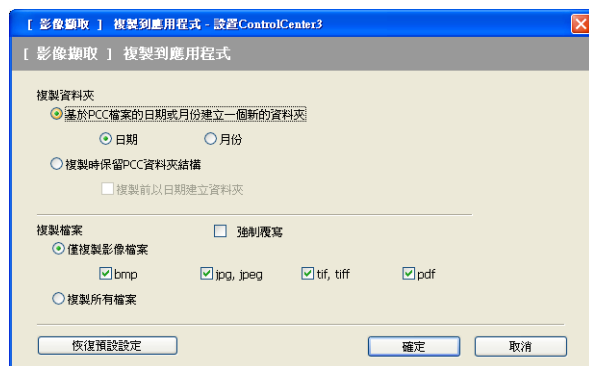 [ 影像擷取 ] 複製到應用程式 - 設置ControlCenter3
[ 影像擷取 ] 複製到應用程式
複製資料夾
基於PCC檔案的日期或月份建立一個新的資料夾
日期 月份
複製時保留PCC資料夾結構
複製前以日期建立資料夾
複製檔案 強制覆寫
僅複製影像檔案
bmp jpg, jpeg tif, tiff pdf
複製所有檔案
恢復預設設定 確定 取消